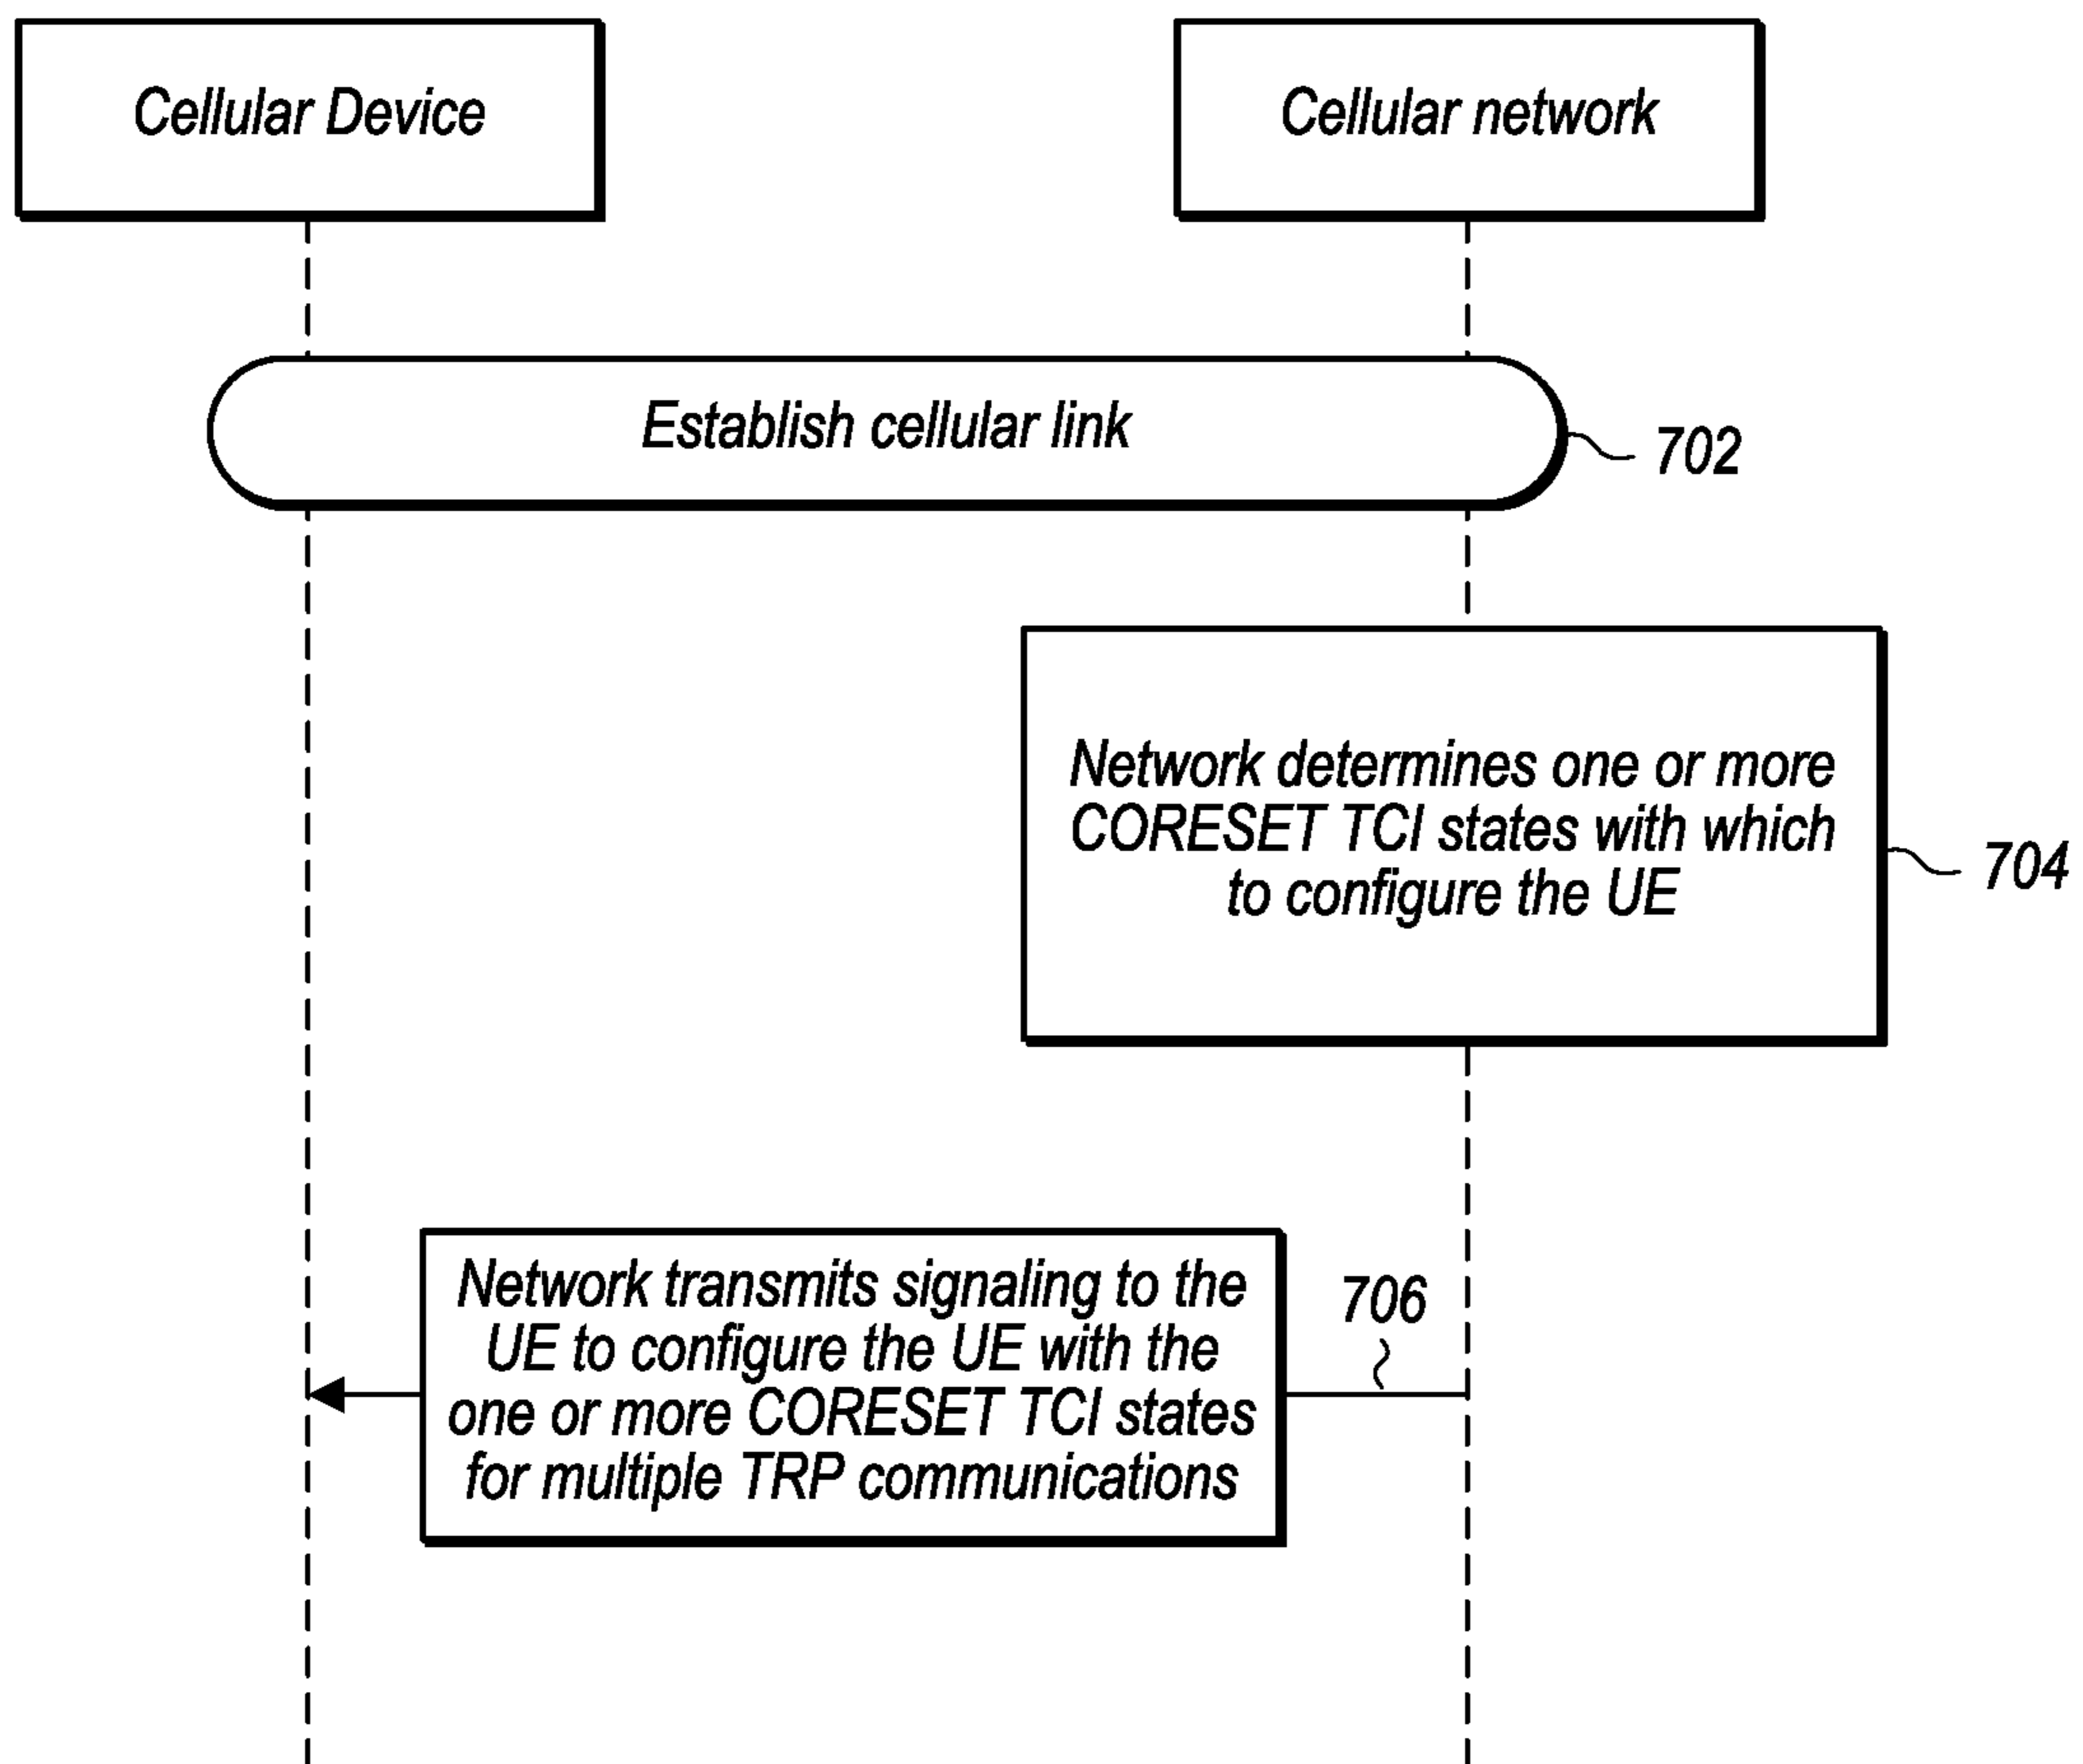 Cellular Device
Cellular network
Establish cellular link
702
Network determines one or more
CORESET TCI states with which
to configure the UE
704
Network transmits signaling to the
UE to configure the UE with the
one or more CORESET TCI states
for multiple TRP communications
706